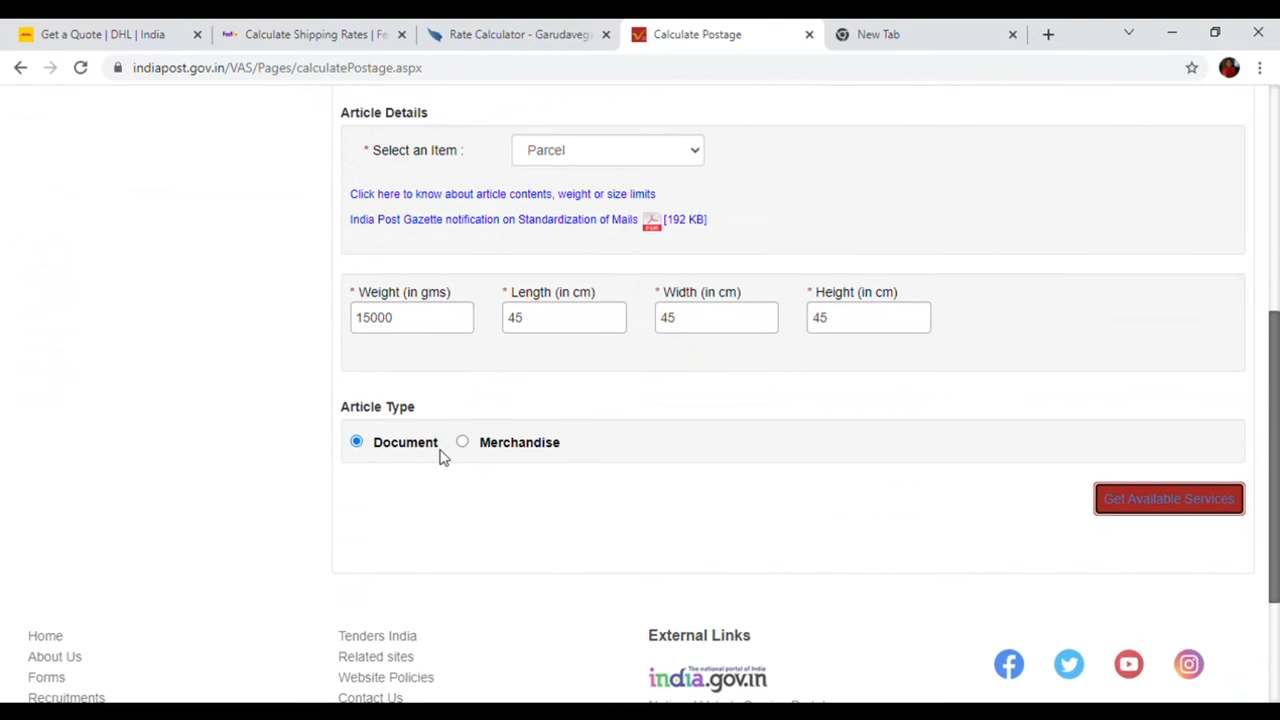 Get a Quote | DHL | India
Calculate Shipping Rates | Fe
Rate Calculator - Garudavega
Calculate Postage
New Tab
indiapost.gov.in/VAS/Pages/calculatePostage.aspx
Article Details
* Select an Item : Parcel
Click here to know about article contents, weight or size limits
India Post Gazette notification on Standardization of Mails PDF [192 KB]
* Weight (in gms) * Length (in cm) * Width (in cm) * Height (in cm)
15000 45 45 45
Article Type
Document Merchandise
Get Available Services
Home Tenders India External Links
About Us Related sites
Forms Website Policies
The national portal of India
india.gov.in
Recruitments Contact Us